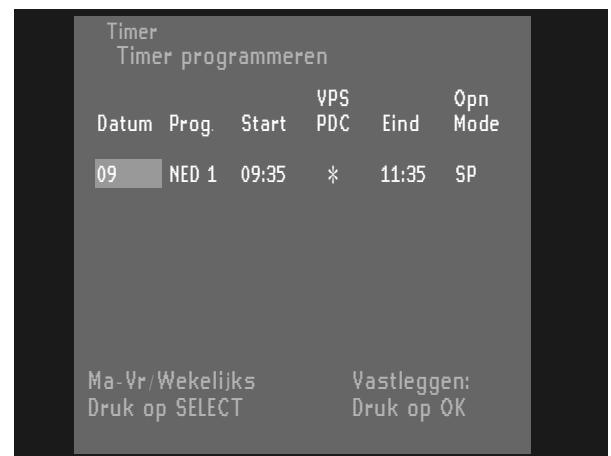 Timer
Timer programmeren
VPS Opn
Datum Prog. Start PDC Eind Mode
09 NED 1 09:35 * 11:35 SP
Ma-Vr/Wekelijks Vastleggen:
Druk op SELECT Druk op OK